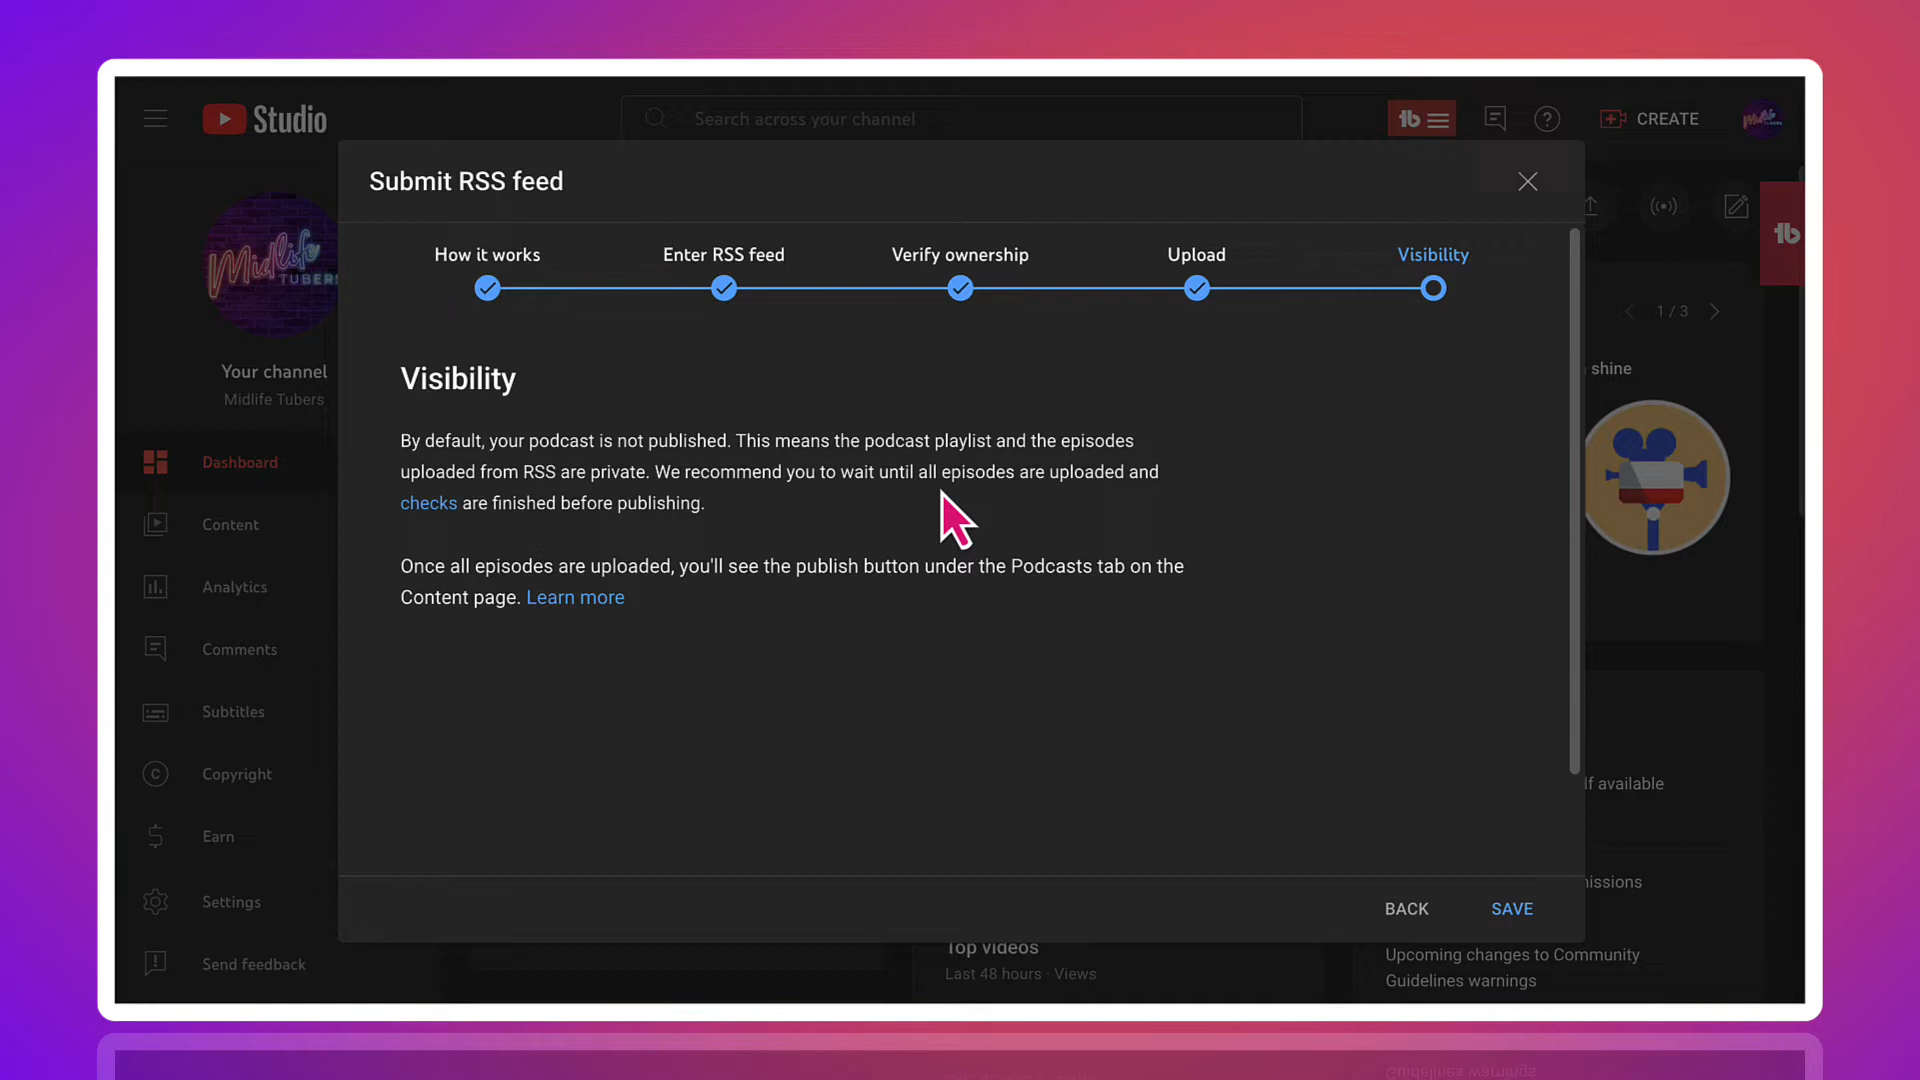 Studio
Search across your channel
CREATE
Submit RSS feed
How it works
Enter RSS feed
Verify ownership
Upload
Visibility
1 / 3
Midlife
TUBERS
shine
Your channel
Midlife Tubers
Visibility
By default, your podcast is not published. This means the podcast playlist and the episodes
uploaded from RSS are private. We recommend you to wait until all episodes are uploaded and
checks are finished before publishing.
Once all episodes are uploaded, you'll see the publish button under the Podcasts tab on the
Content page. Learn more
Dashboard
Content
Analytics
Comments
Subtitles
Copyright
Earn
Settings
Send feedback
lf available
missions
BACK
SAVE
Top videos
Last 48 hours · Views
Upcoming changes to Community
Guidelines warnings